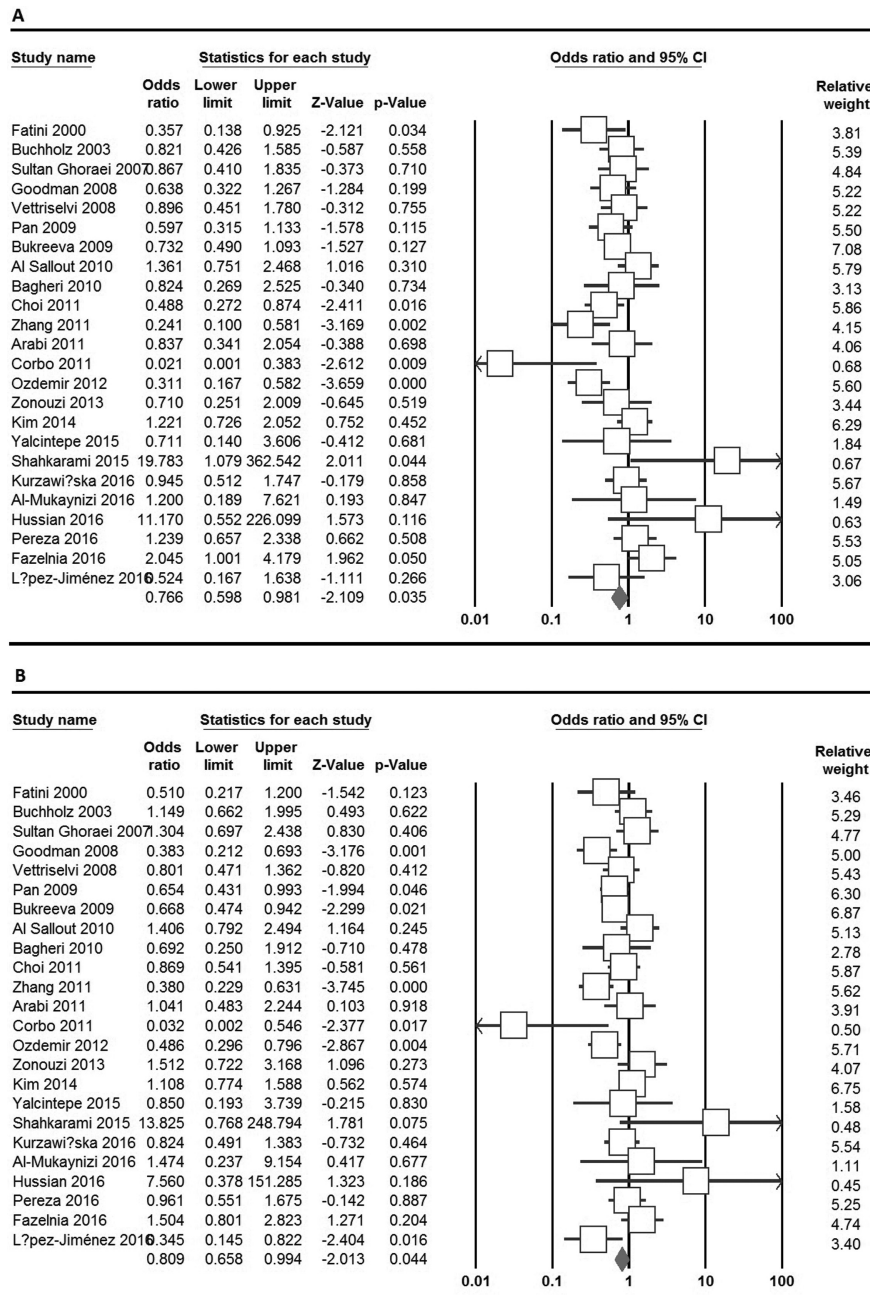 A
Study name Statistics for each study Odds ratio and 95% CI
Odds Lower Upper Relative
ratio limit limit Z-Value p-Value weight
Fatini 2000 0.357 0.138 0.925 -2.121 0.034 3.81
Buchholz 2003 0.821 0.426 1.585 -0.587 0.558 5.39
Sultan Ghoraei 2007 0.867 0.410 1.835 -0.373 0.710 4.84
Goodman 2008 0.638 0.322 1.267 -1.284 0.199 5.22
Vettriselvi 2008 0.896 0.451 1.780 -0.312 0.755 5.22
Pan 2009 0.597 0.315 1.133 -1.578 0.115 5.50
Bukreeva 2009 0.732 0.490 1.093 -1.527 0.127 7.08
Al Sallout 2010 1.361 0.751 2.468 1.016 0.310 5.79
Bagheri 2010 0.824 0.269 2.525 -0.340 0.734 3.13
Choi 2011 0.488 0.272 0.874 -2.411 0.016 5.86
Zhang 2011 0.241 0.100 0.581 -3.169 0.002 4.15
Arabi 2011 0.837 0.341 2.054 -0.388 0.698 4.06
Corbo 2011 0.021 0.001 0.383 -2.612 0.009 0.68
Ozdemir 2012 0.311 0.167 0.582 -3.659 0.000 5.60
Zonouzi 2013 0.710 0.251 2.009 -0.645 0.519 3.44
Kim 2014 1.221 0.726 2.052 0.752 0.452 6.29
Yalcintepe 2015 0.711 0.140 3.606 -0.412 0.681 1.84
Shahkarami 2015 19.783 1.079 362.542 2.011 0.044 0.67
Kurzawi?ska 2016 0.945 0.512 1.747 -0.179 0.858 5.67
Al-Mukaynizi 2016 1.200 0.189 7.621 0.193 0.847 1.49
Hussian 2016 11.170 0.552 226.099 1.573 0.116 0.63
Pereza 2016 1.239 0.657 2.338 0.662 0.508 5.53
Fazelnia 2016 2.045 1.001 4.179 1.962 0.050 5.05
L?pez-Jiménez 2016 0.524 0.167 1.638 -1.111 0.266 3.06
0.766 0.598 0.981 -2.109 0.035
0.01 0.1 1 10 100
B
Study name Statistics for each study Odds ratio and 95% CI
Odds Lower Upper Relative
ratio limit limit Z-Value p-Value weight
Fatini 2000 0.510 0.217 1.200 -1.542 0.123 3.46
Buchholz 2003 1.149 0.662 1.995 0.493 0.622 5.29
Sultan Ghoraei 2007 1.304 0.697 2.438 0.830 0.406 4.77
Goodman 2008 0.383 0.212 0.693 -3.176 0.001 5.00
Vettriselvi 2008 0.801 0.471 1.362 -0.820 0.412 5.43
Pan 2009 0.654 0.431 0.993 -1.994 0.046 6.30
Bukreeva 2009 0.668 0.474 0.942 -2.299 0.021 6.87
Al Sallout 2010 1.406 0.792 2.494 1.164 0.245 5.13
Bagheri 2010 0.692 0.250 1.912 -0.710 0.478 2.78
Choi 2011 0.869 0.541 1.395 -0.581 0.561 5.87
Zhang 2011 0.380 0.229 0.631 -3.745 0.000 5.62
Arabi 2011 1.041 0.483 2.244 0.103 0.918 3.91
Corbo 2011 0.032 0.002 0.546 -2.377 0.017 0.50
Ozdemir 2012 0.486 0.296 0.796 -2.867 0.004 5.71
Zonouzi 2013 1.512 0.722 3.168 1.096 0.273 4.07
Kim 2014 1.108 0.774 1.588 0.562 0.574 6.75
Yalcintepe 2015 0.850 0.193 3.739 -0.215 0.830 1.58
Shahkarami 2015 13.825 0.768 248.794 1.781 0.075 0.48
Kurzawi?ska 2016 0.824 0.491 1.383 -0.732 0.464 5.54
Al-Mukaynizi 2016 1.474 0.237 9.154 0.417 0.677 1.11
Hussian 2016 7.560 0.378 151.285 1.323 0.186 0.45
Pereza 2016 0.961 0.551 1.675 -0.142 0.887 5.25
Fazelnia 2016 1.504 0.801 2.823 1.271 0.204 4.74
L?pez-Jiménez 2016 0.345 0.145 0.822 -2.404 0.016 3.40
0.809 0.658 0.994 -2.013 0.044
0.01 0.1 1 10 100